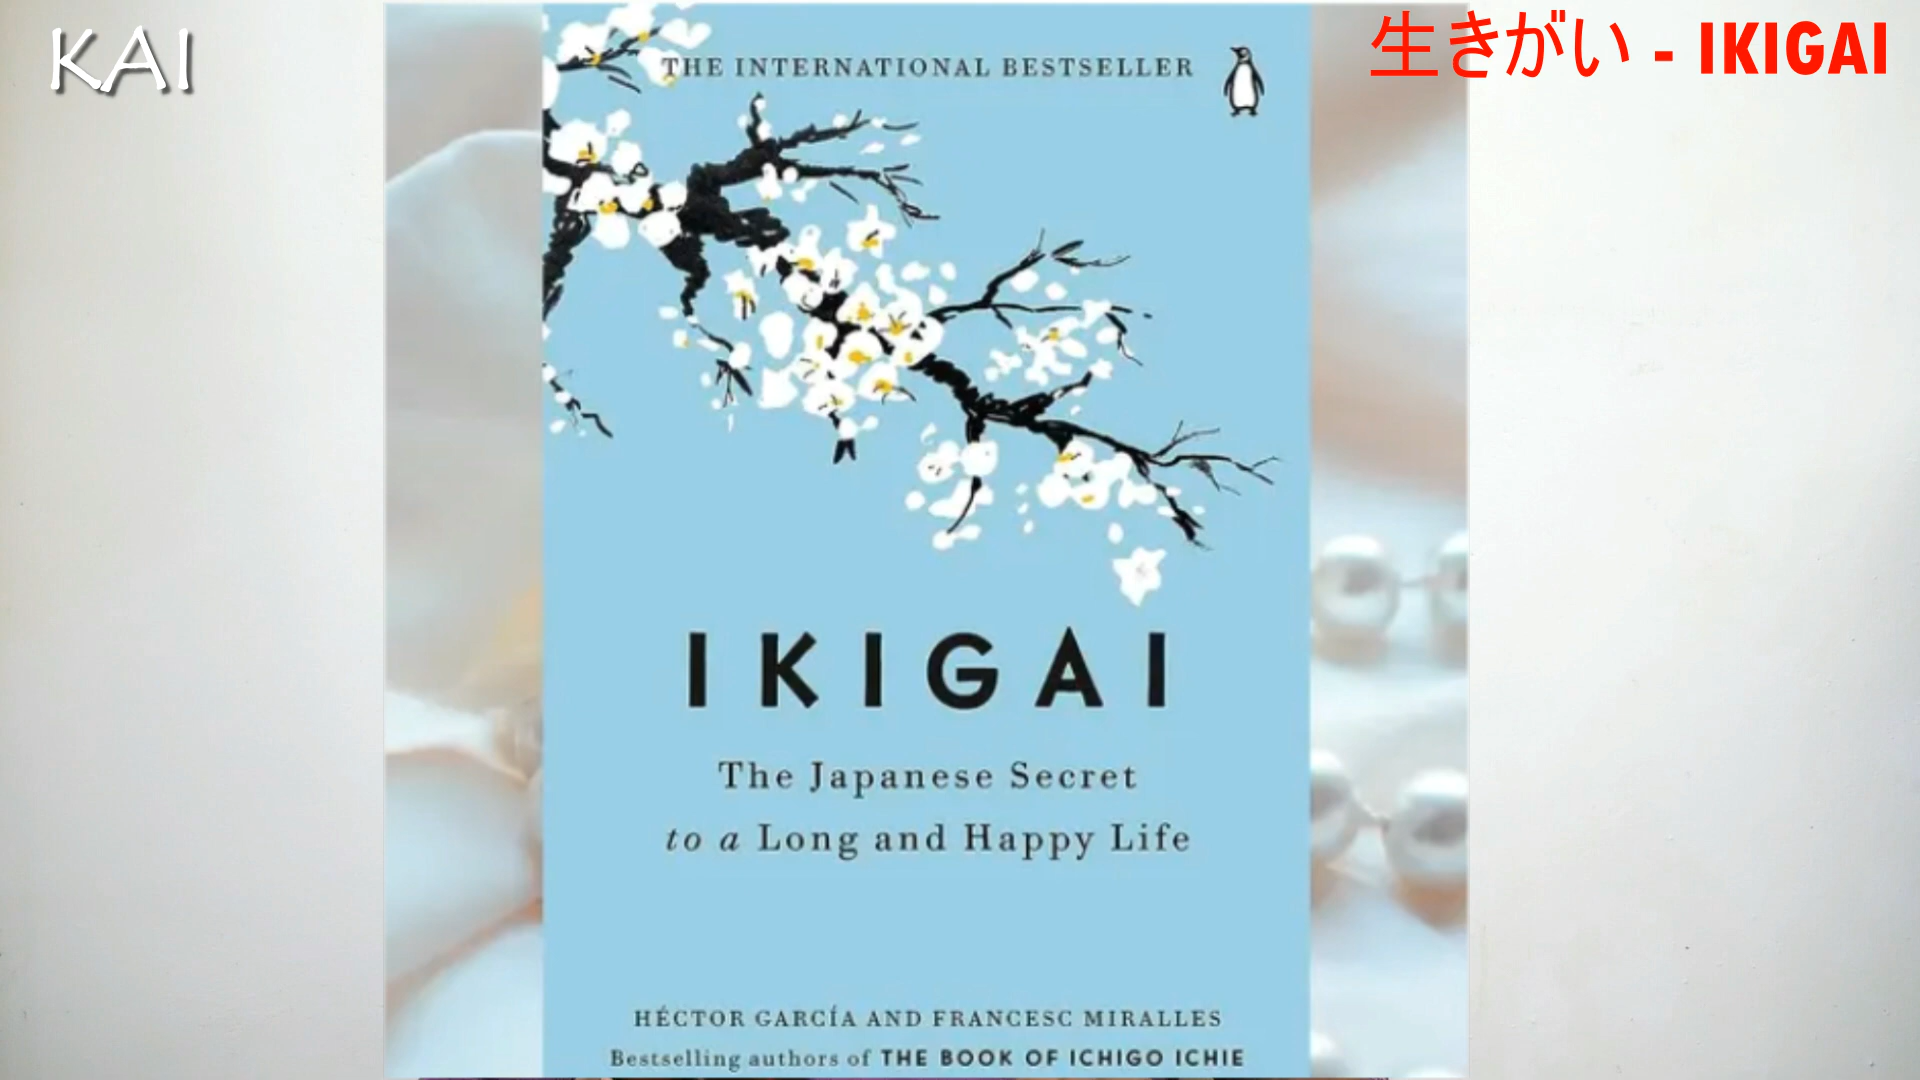 KAI
生きがい - IKIGAI
THE INTERNATIONAL BESTSELLER
IKIGAI
The Japanese Secret
to a Long and Happy Life
HÉCTOR GARCÍA AND FRANCESC MIRALLES
Bestselling authors of THE BOOK OF ICHIGO ICHIE